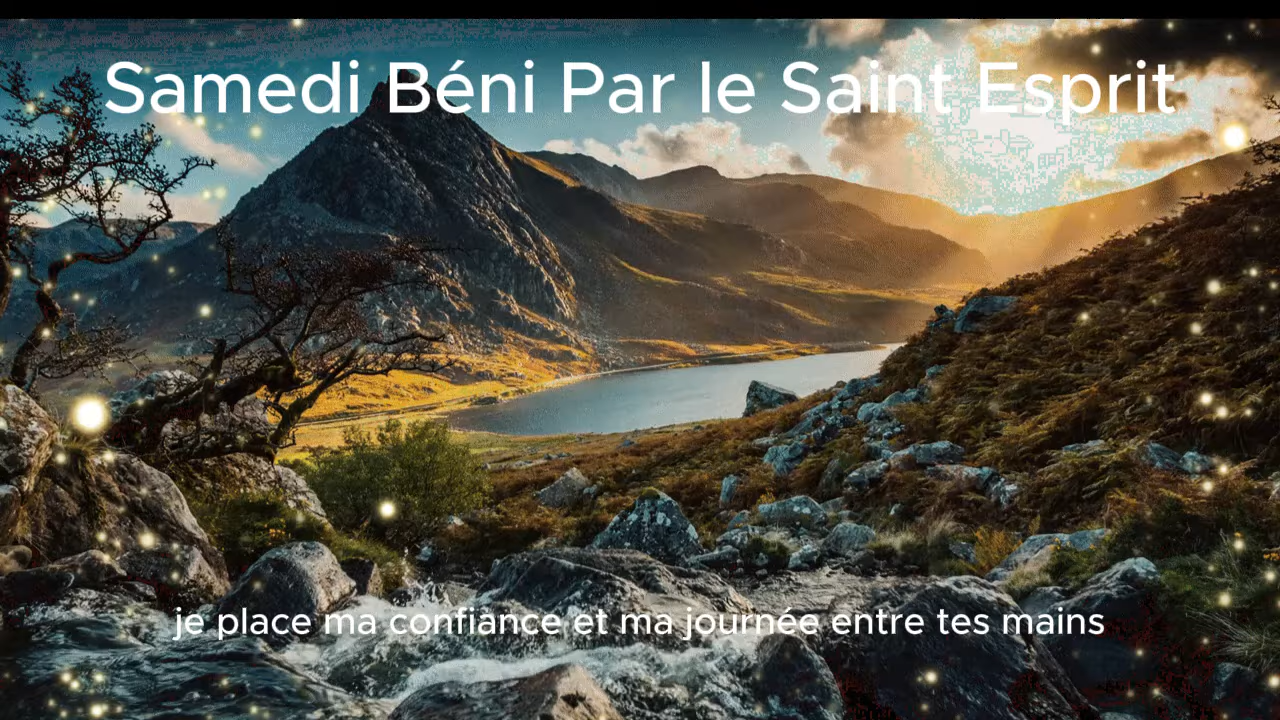 Samedi Béni Par le Saint Esprit
je place ma confiance et ma journée entre tes mains